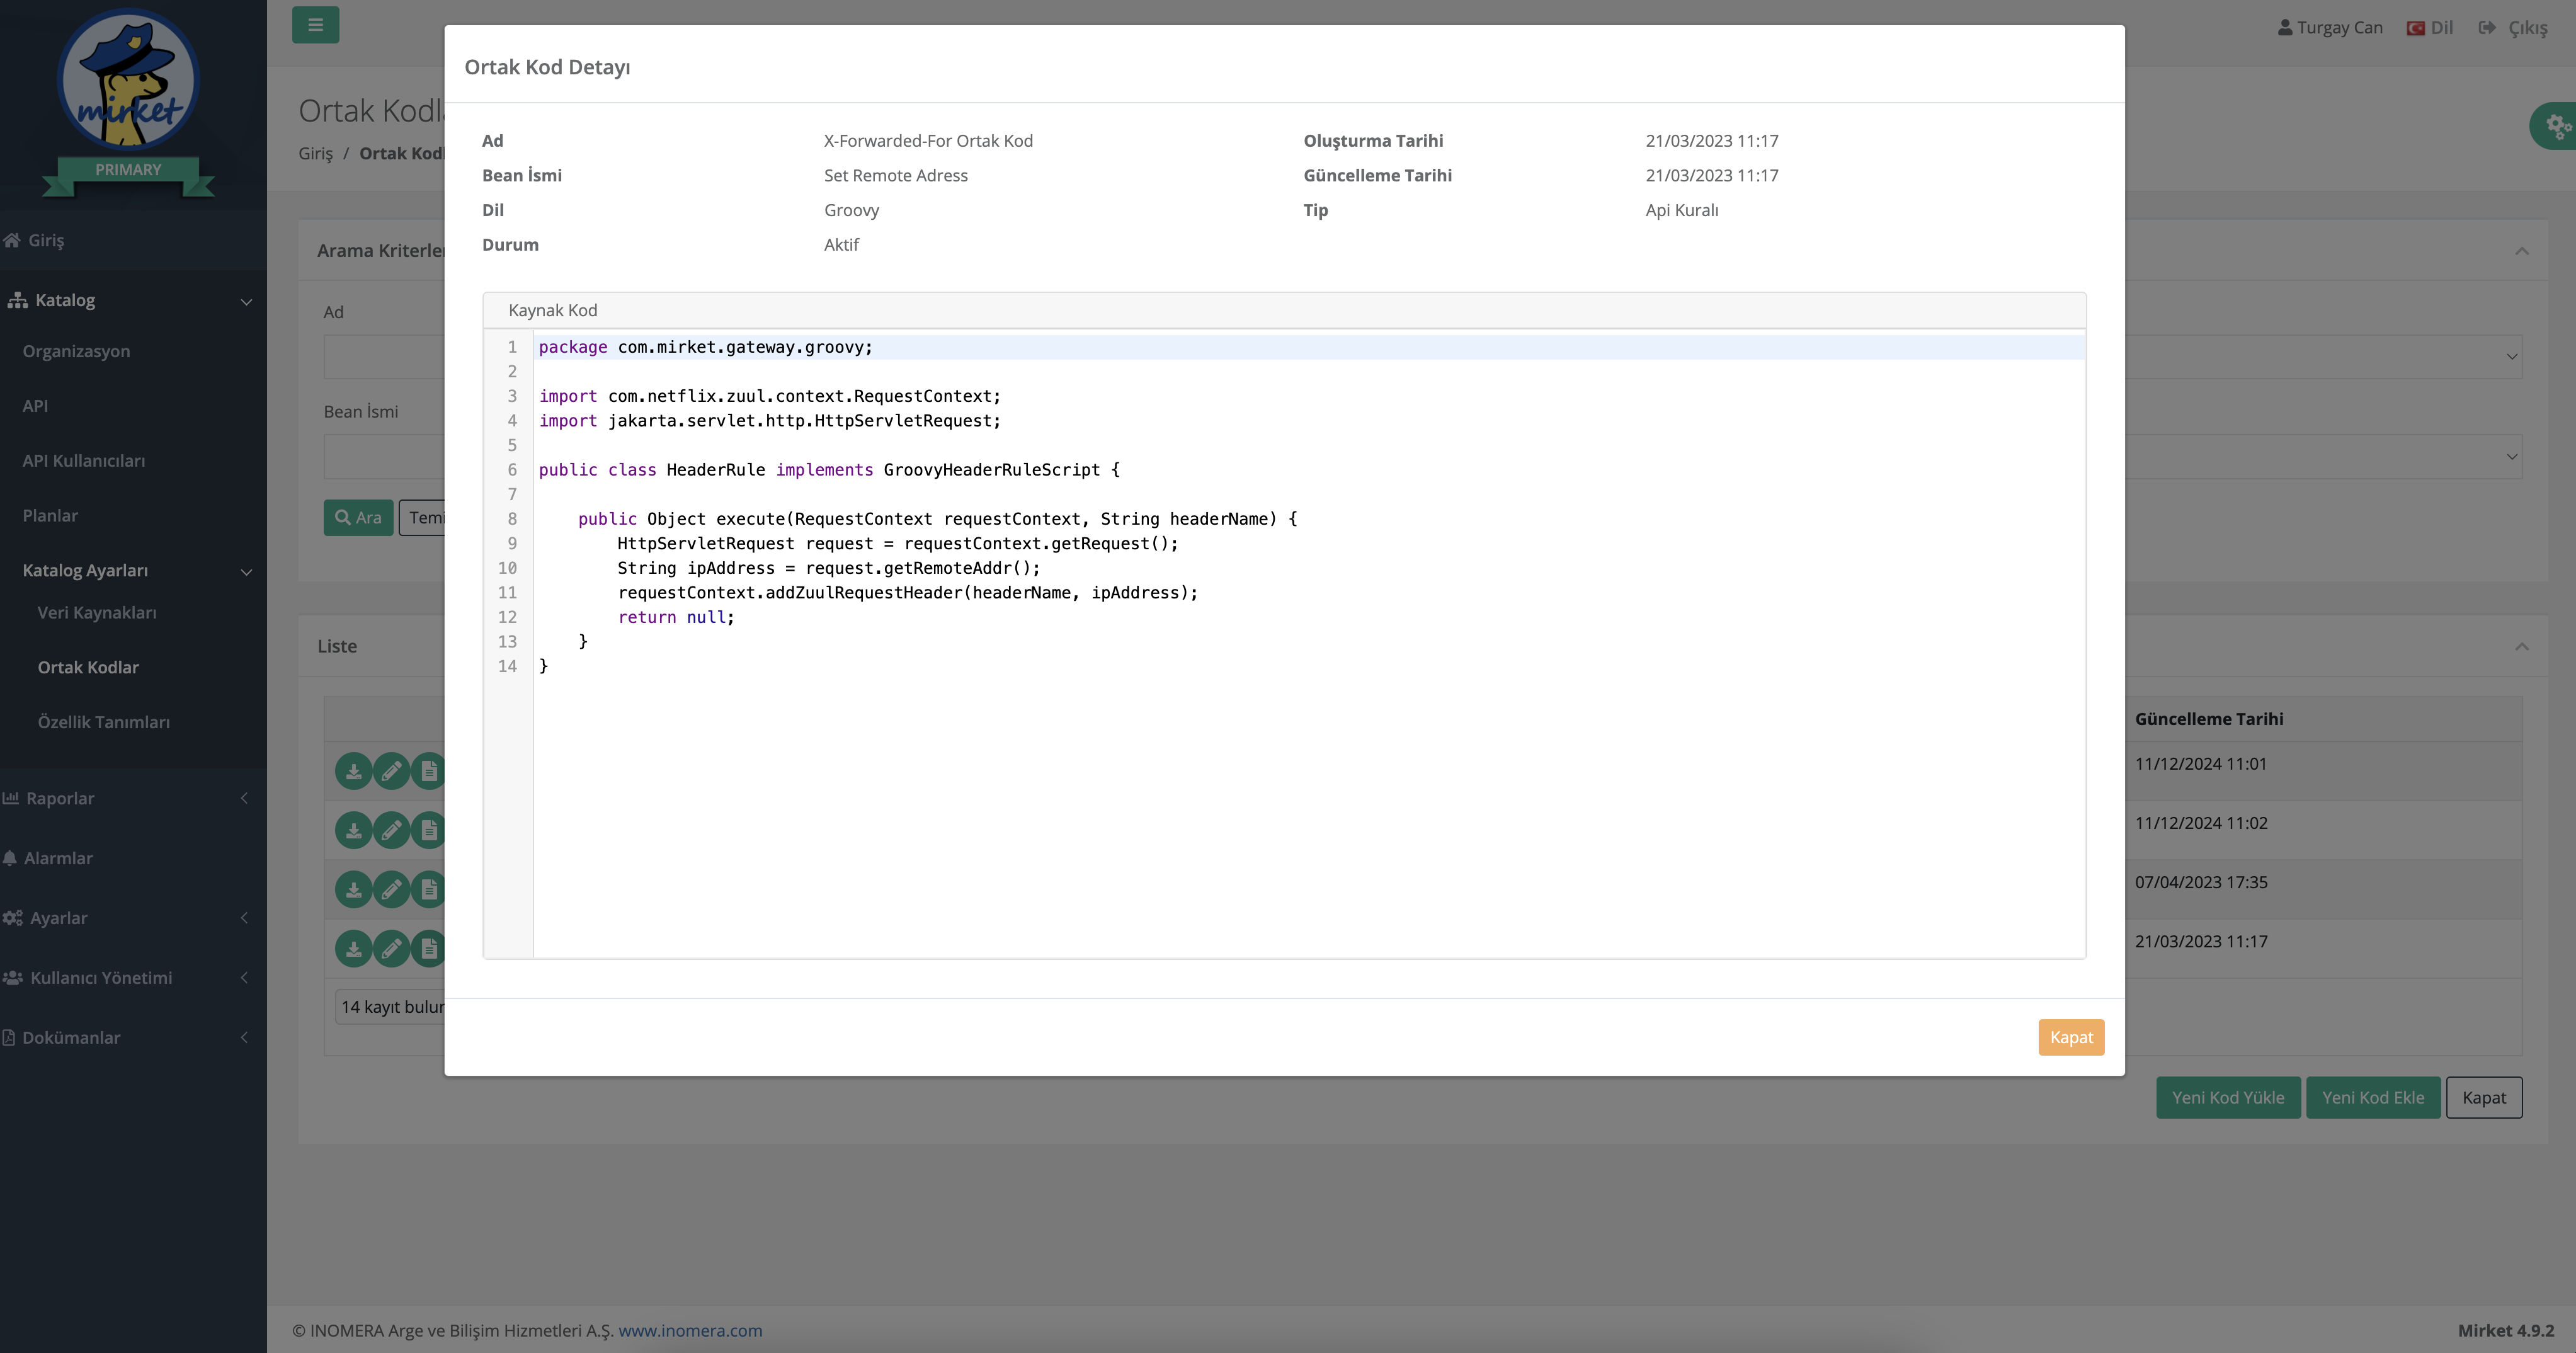 mirket
PRIMARY
Giriş
Katalog
Organizasyon
API
API Kullanıcıları
Planlar
Katalog Ayarları
Veri Kaynakları
Ortak Kodlar
Özellik Tanımları
Raporlar
Alarmlar
Ayarlar
Kullanıcı Yönetimi
Dokümanlar
Turgay Can
Dil
Çıkış
Giriş /
Ad
Bean İsmi
Ara
Liste
14 kayıt
Güncelleme Tarihi
11/12/2024 11:01
11/12/2024 11:02
07/04/2023 17:35
21/03/2023 11:17
Yeni Kod Yükle
Yeni Kod Ekle
Kapat
Ortak Kod Detayı
Ad X-Forwarded-For Ortak Kod Oluşturma Tarihi 21/03/2023 11:17
Bean İsmi Set Remote Adress Güncelleme Tarihi 21/03/2023 11:17
Dil Groovy Tip Api Kuralı
Durum Aktif
Kaynak Kod
1 package com.mirket.gateway.groovy;
2
3 import com.netflix.zuul.context.RequestContext;
4 import jakarta.servlet.http.HttpServletRequest;
5
6 public class HeaderRule implements GroovyHeaderRuleScript {
7
8 public Object execute(RequestContext requestContext, String headerName) {
9 HttpServletRequest request = requestContext.getRequest();
10 String ipAddress = request.getRemoteAddr();
11 requestContext.addZuulRequestHeader(headerName, ipAddress);
12 return null;
13 }
14 }
Kapat
© INOMERA Arge ve Bilişim Hizmetleri A.Ş. www.inomera.com
Mirket 4.9.2